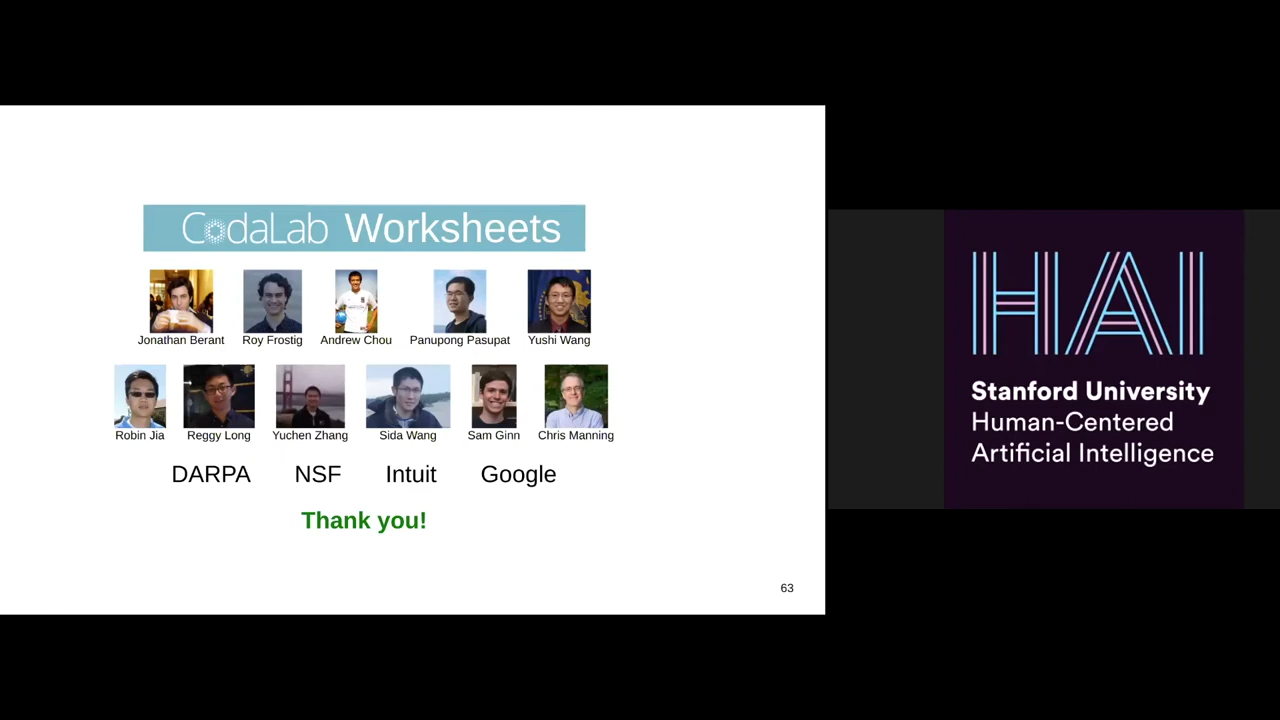 CodaLab Worksheets
Jonathan Berant Roy Frostig Andrew Chou Panupong Pasupat Yushi Wang
Robin Jia Reggy Long Yuchen Zhang Sida Wang Sam Ginn Chris Manning
DARPA NSF Intuit Google
Thank you!
63
HAI
Stanford University
Human-Centered
Artificial Intelligence